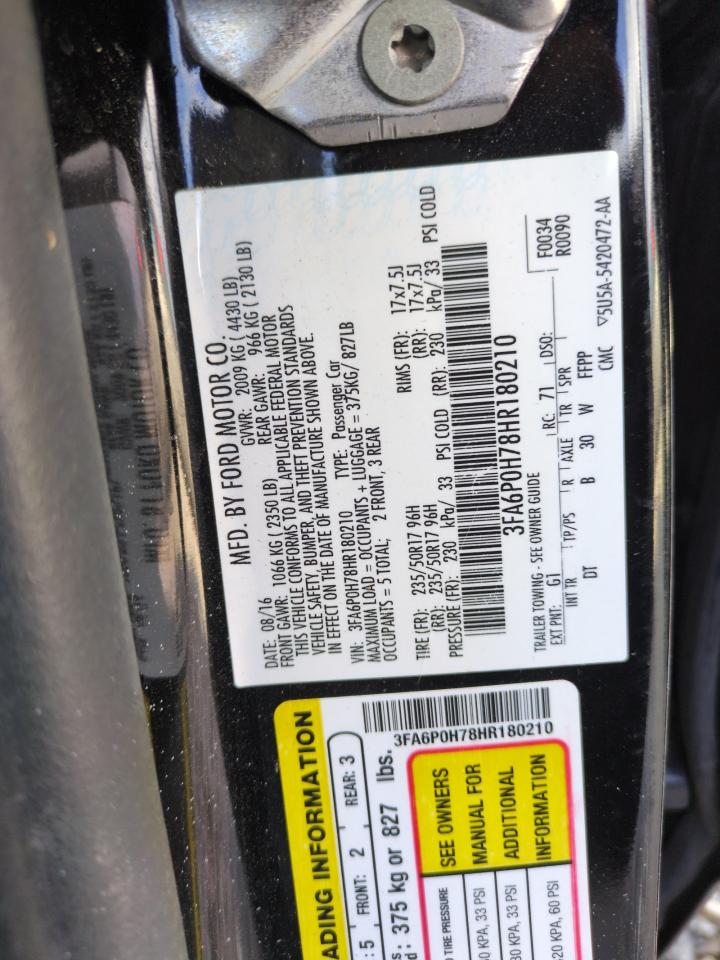 MFD. BY FORD MOTOR CO.
DATE: 08/16 GVWR: 2009 KG ( 4430 LB)
FRONT GAWR: 1066 KG ( 2350 LB) REAR GAWR: 966 KG ( 2130 LB)
THIS VEHICLE CONFORMS TO ALL APPLICABLE FEDERAL MOTOR
VEHICLE SAFETY, BUMPER, AND THEFT PREVENTION STANDARDS
IN EFFECT ON THE DATE OF MANUFACTURE SHOWN ABOVE.
VIN: 3FA6P0H78HR180210 TYPE: Passenger Car
MAXIMUM LOAD = OCCUPANTS + LUGGAGE = 375KG/ 827LB
OCCUPANTS = 5 TOTAL; 2 FRONT, 3 REAR
TIRE (FR): 235/50R17 96H RIMS (FR): 17x7.5J
(RR): 235/50R17 96H (RR): 17x7.5J
PRESSURE (FR): 230 kPa/ 33 PSI COLD (RR): 230 kPa/ 33 PSI COLD
3FA6P0H78HR180210
TRAILER TOWING - SEE OWNER GUIDE
EXT PNT: G1 RC: 71 DSO: F0034
R0090
INT TR TP/PS R AXLE TR SPR
DT B 30 W FFPP
CMC ▽5U5A-5420472-AA
ADING INFORMATION
: 5 FRONT: 2 REAR: 3
: 375 kg or 827 lbs.
3FA6P0H78HR180210
TIRE PRESSURE SEE OWNERS
KPA, 33 PSI MANUAL FOR
KPA, 33 PSI ADDITIONAL
20 KPA, 60 PSI INFORMATION